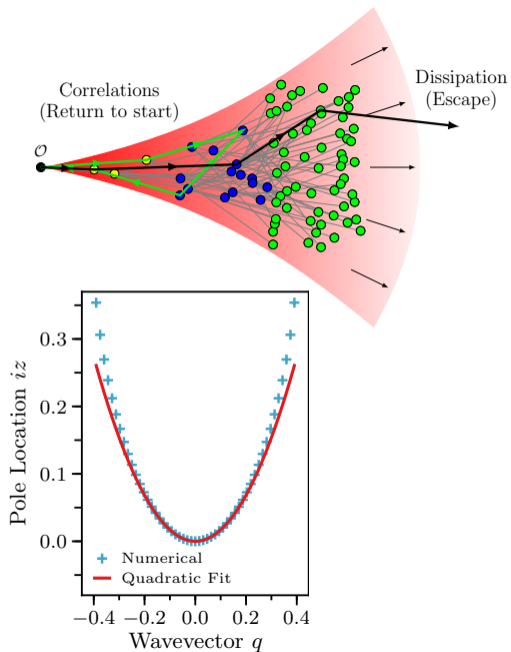 Correlations
(Return to start)
Dissipation
(Escape)
𝒪
Pole Location iz
0.3
0.2
0.1
0.0
Numerical
Quadratic Fit
−0.4 −0.2 0.0 0.2 0.4
Wavevector q